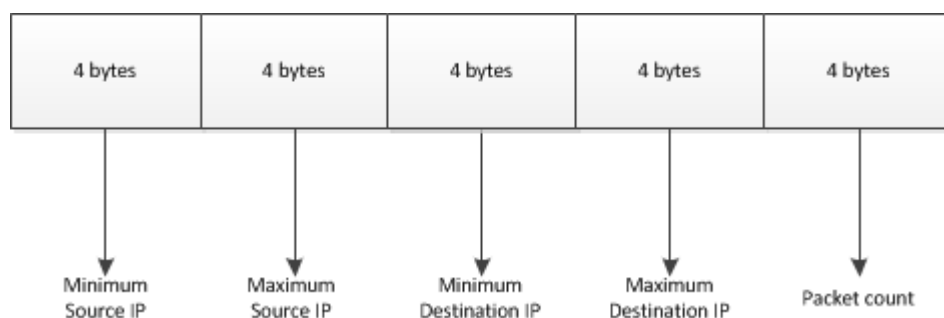 4 bytes
4 bytes
4 bytes
4 bytes
4 bytes
Minimum
Source IP
Maximum
Source IP
Minimum
Destination IP
Maximum
Destination IP
Packet count